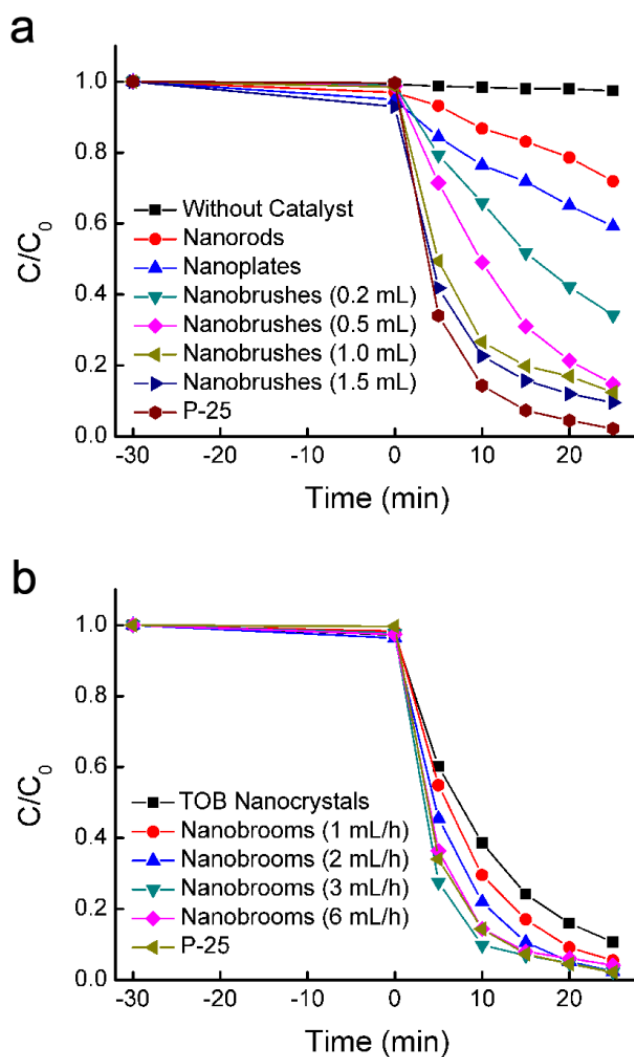 a
C/C0
1.0
0.8
0.6
0.4
0.2
0.0
Without Catalyst
Nanorods
Nanoplates
Nanobrushes (0.2 mL)
Nanobrushes (0.5 mL)
Nanobrushes (1.0 mL)
Nanobrushes (1.5 mL)
P-25
-30 -20 -10 0 10 20
Time (min)
b
C/C0
1.0
0.8
0.6
0.4
0.2
0.0
TOB Nanocrystals
Nanobrooms (1 mL/h)
Nanobrooms (2 mL/h)
Nanobrooms (3 mL/h)
Nanobrooms (6 mL/h)
P-25
-30 -20 -10 0 10 20
Time (min)